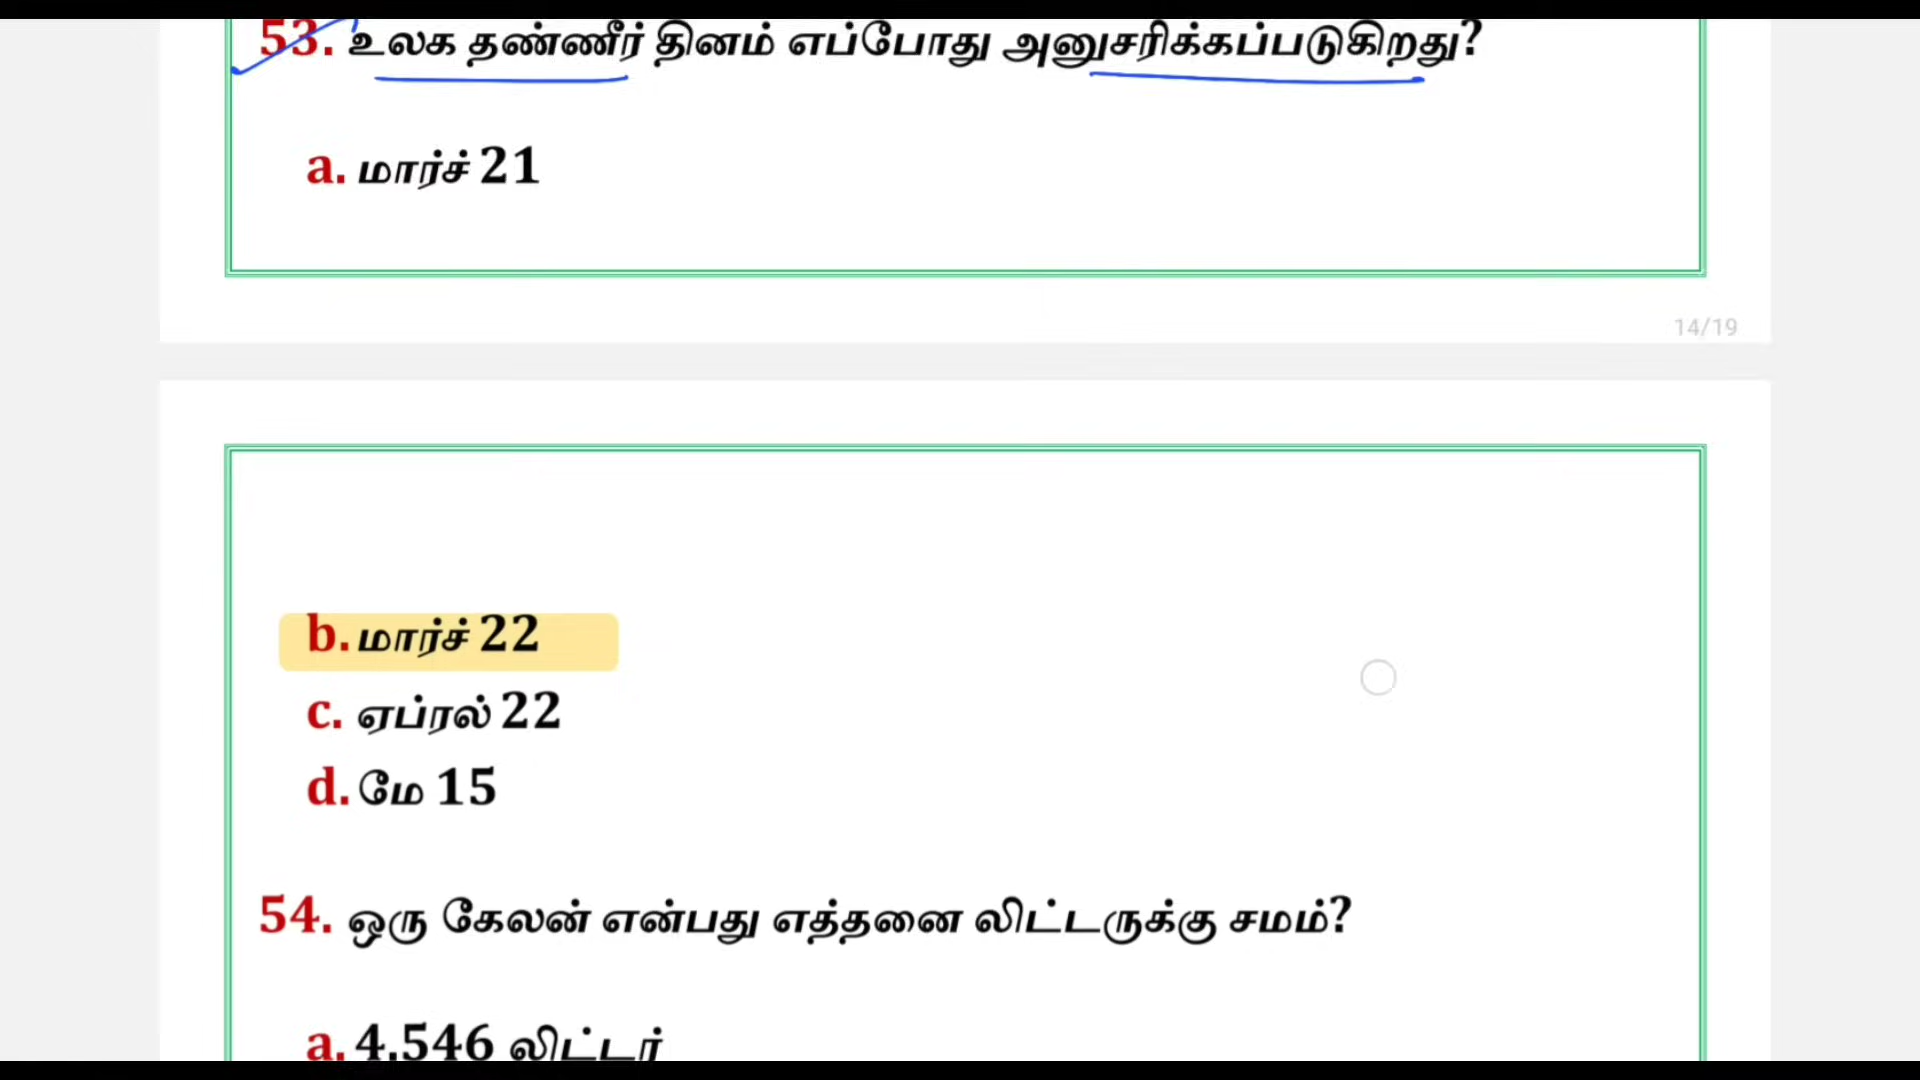 53. உலக தண்ணீர் தினம் எப்போது அனுசரிக்கப்படுகிறது?
a. மார்ச் 21
14/19
b. மார்ச் 22
c. ஏப்ரல் 22
d. மே 15
54. ஒரு கேலன் என்பது எத்தனை லிட்டருக்கு சமம்?
a. 4.546 லிட்டர்